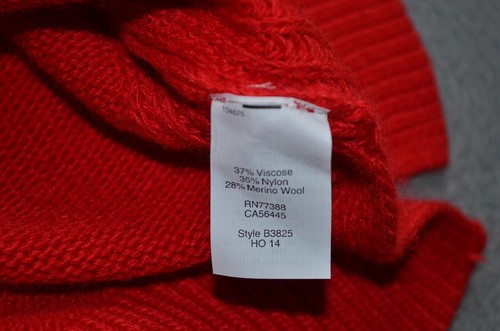 37% Viscose
35% Nylon
28% Merino Wool
RN77388
CA56445
Style B3825
HO 14